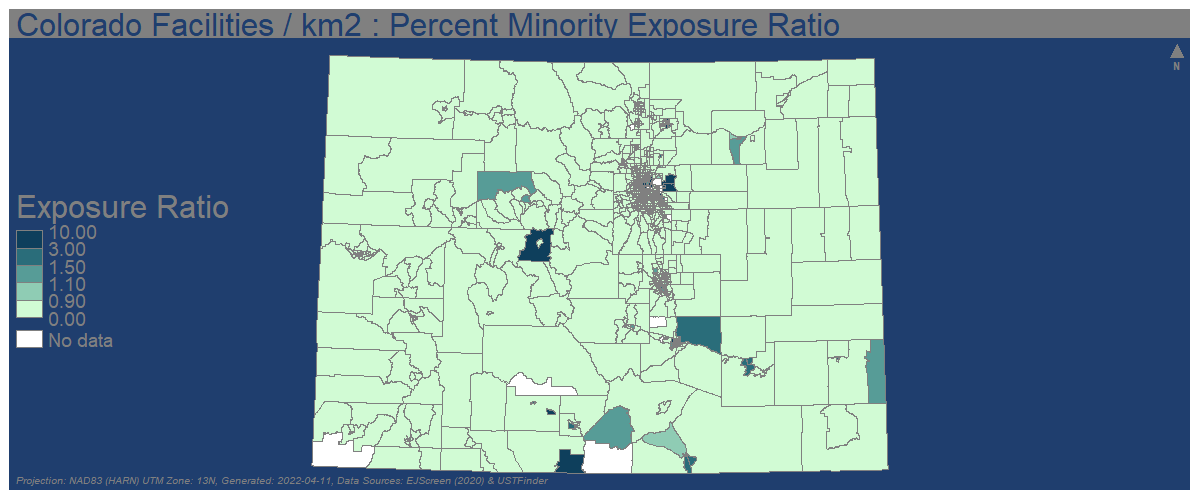 Colorado Facilities / km2 : Percent Minority Exposure Ratio
N
Exposure Ratio
10.00
3.00
1.50
1.10
0.90
0.00
No data
Projection: NAD83 (HARN) UTM Zone: 13N, Generated: 2022-04-11, Data Sources: EJScreen (2020) & USTFinder